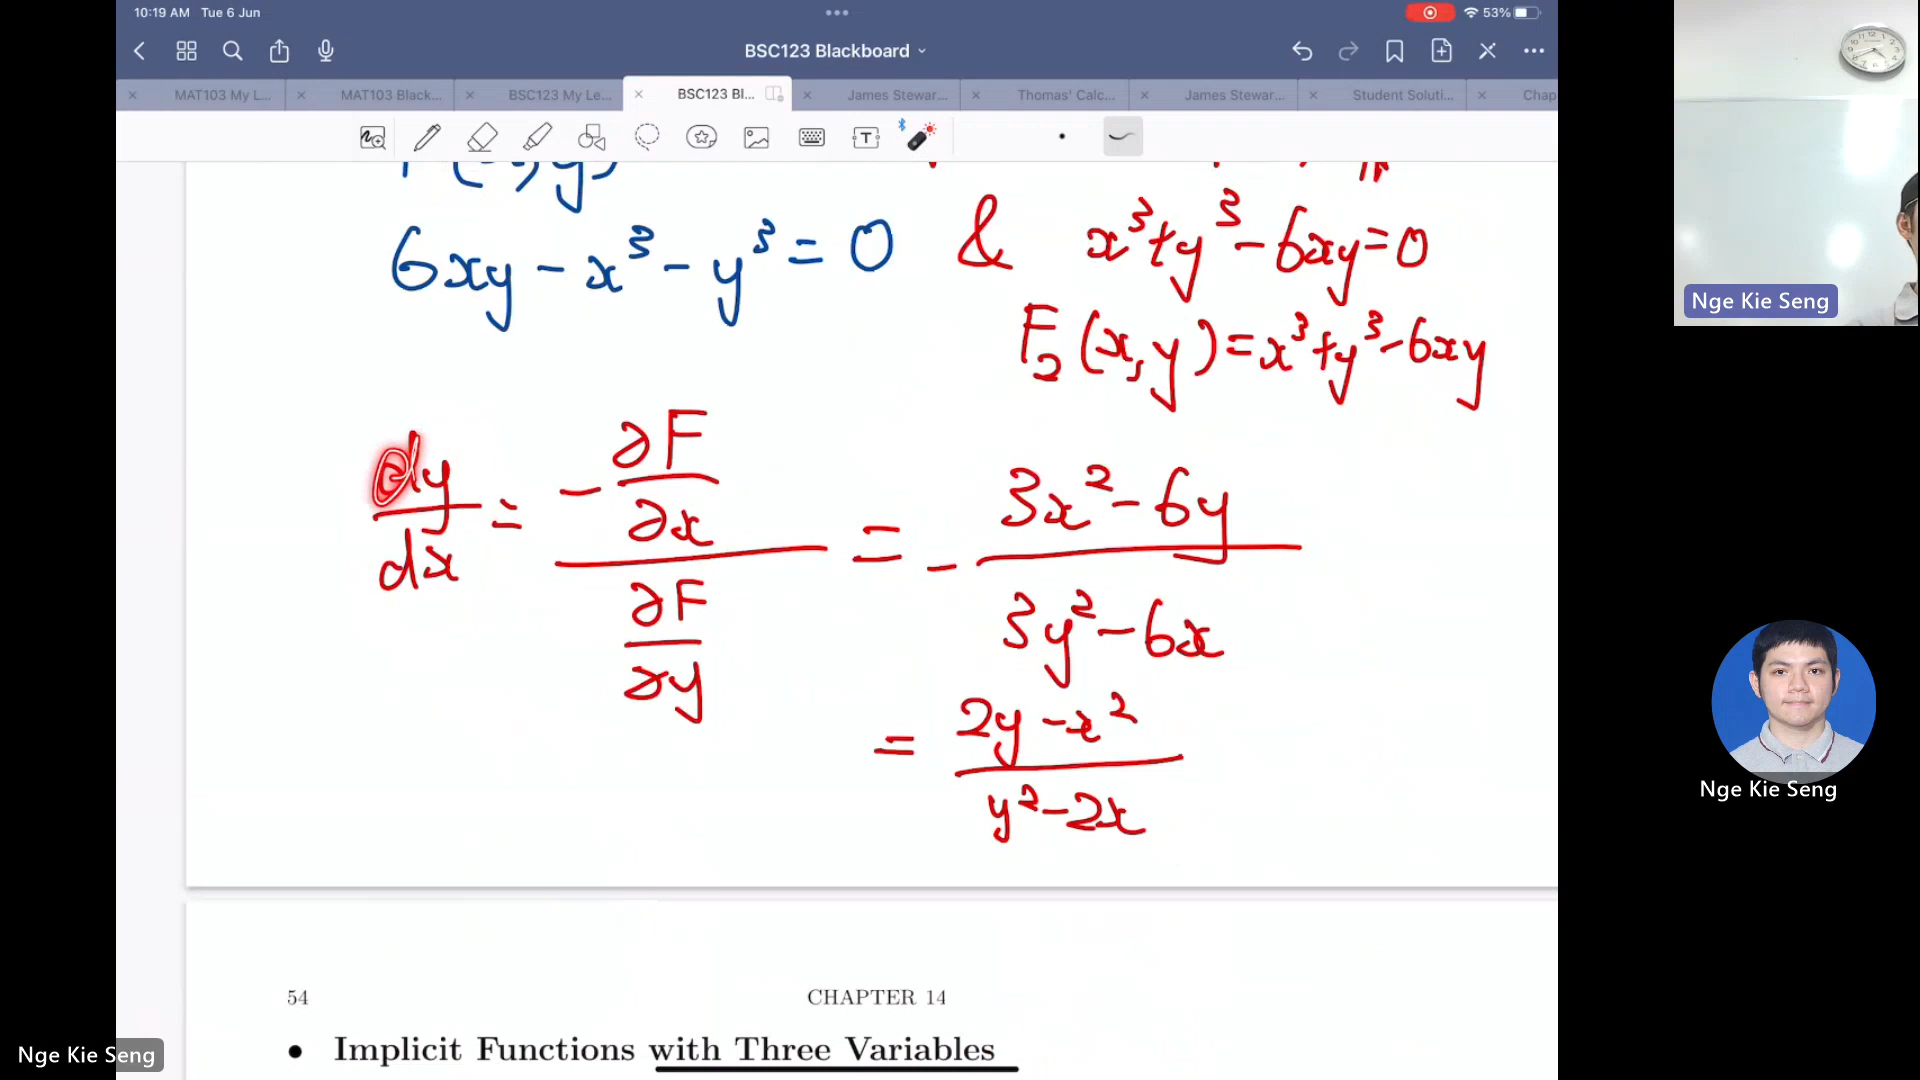 10:19 AM Tue 6 Jun
53%
BSC123 Blackboard
MAT103 My L...
MAT103 Black...
BSC123 My Le...
BSC123 Bl...
James Stewar...
Thomas' Calc...
James Stewar...
Student Soluti...
Chap
6xy - x³ - y³ = 0 & x³ + y³ - 6xy = 0
F₂(x, y) = x³ + y³ - 6xy
dy/dx = (-∂F/∂x)/(∂F/∂y) = - (3x² - 6y)/(3y² - 6x)
= (2y - x²)/(y² - 2x)
54 CHAPTER 14
• Implicit Functions with Three Variables
Nge Kie Seng
Nge Kie Seng
Nge Kie Seng